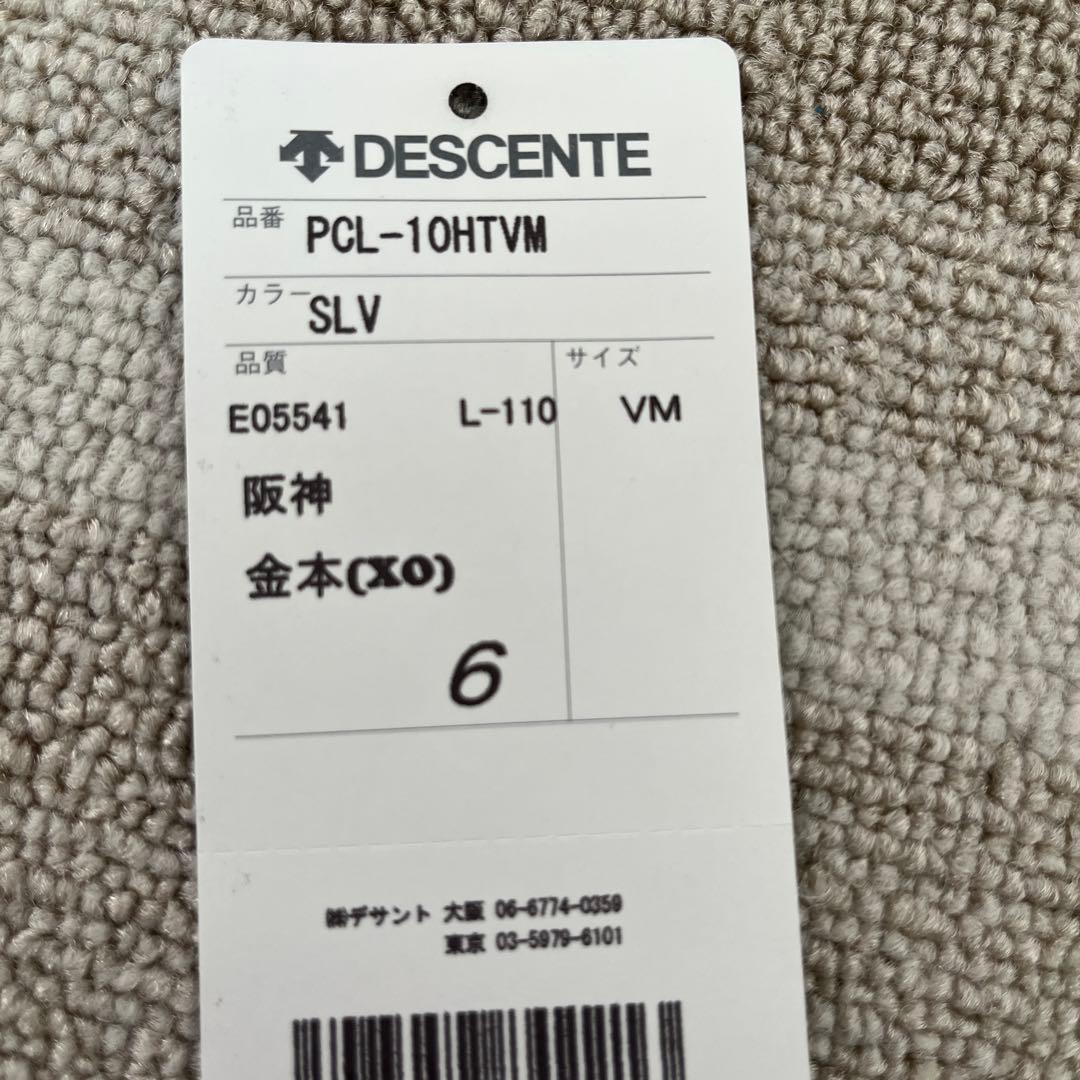 DESCENTE
品番 PCL-10HTVM
カラー SLV
品質 サイズ
E05541 L-110 VM
阪神
金本(XO)
6
㈱デサント 大阪 06-6774-0359
東京 03-5979-6101